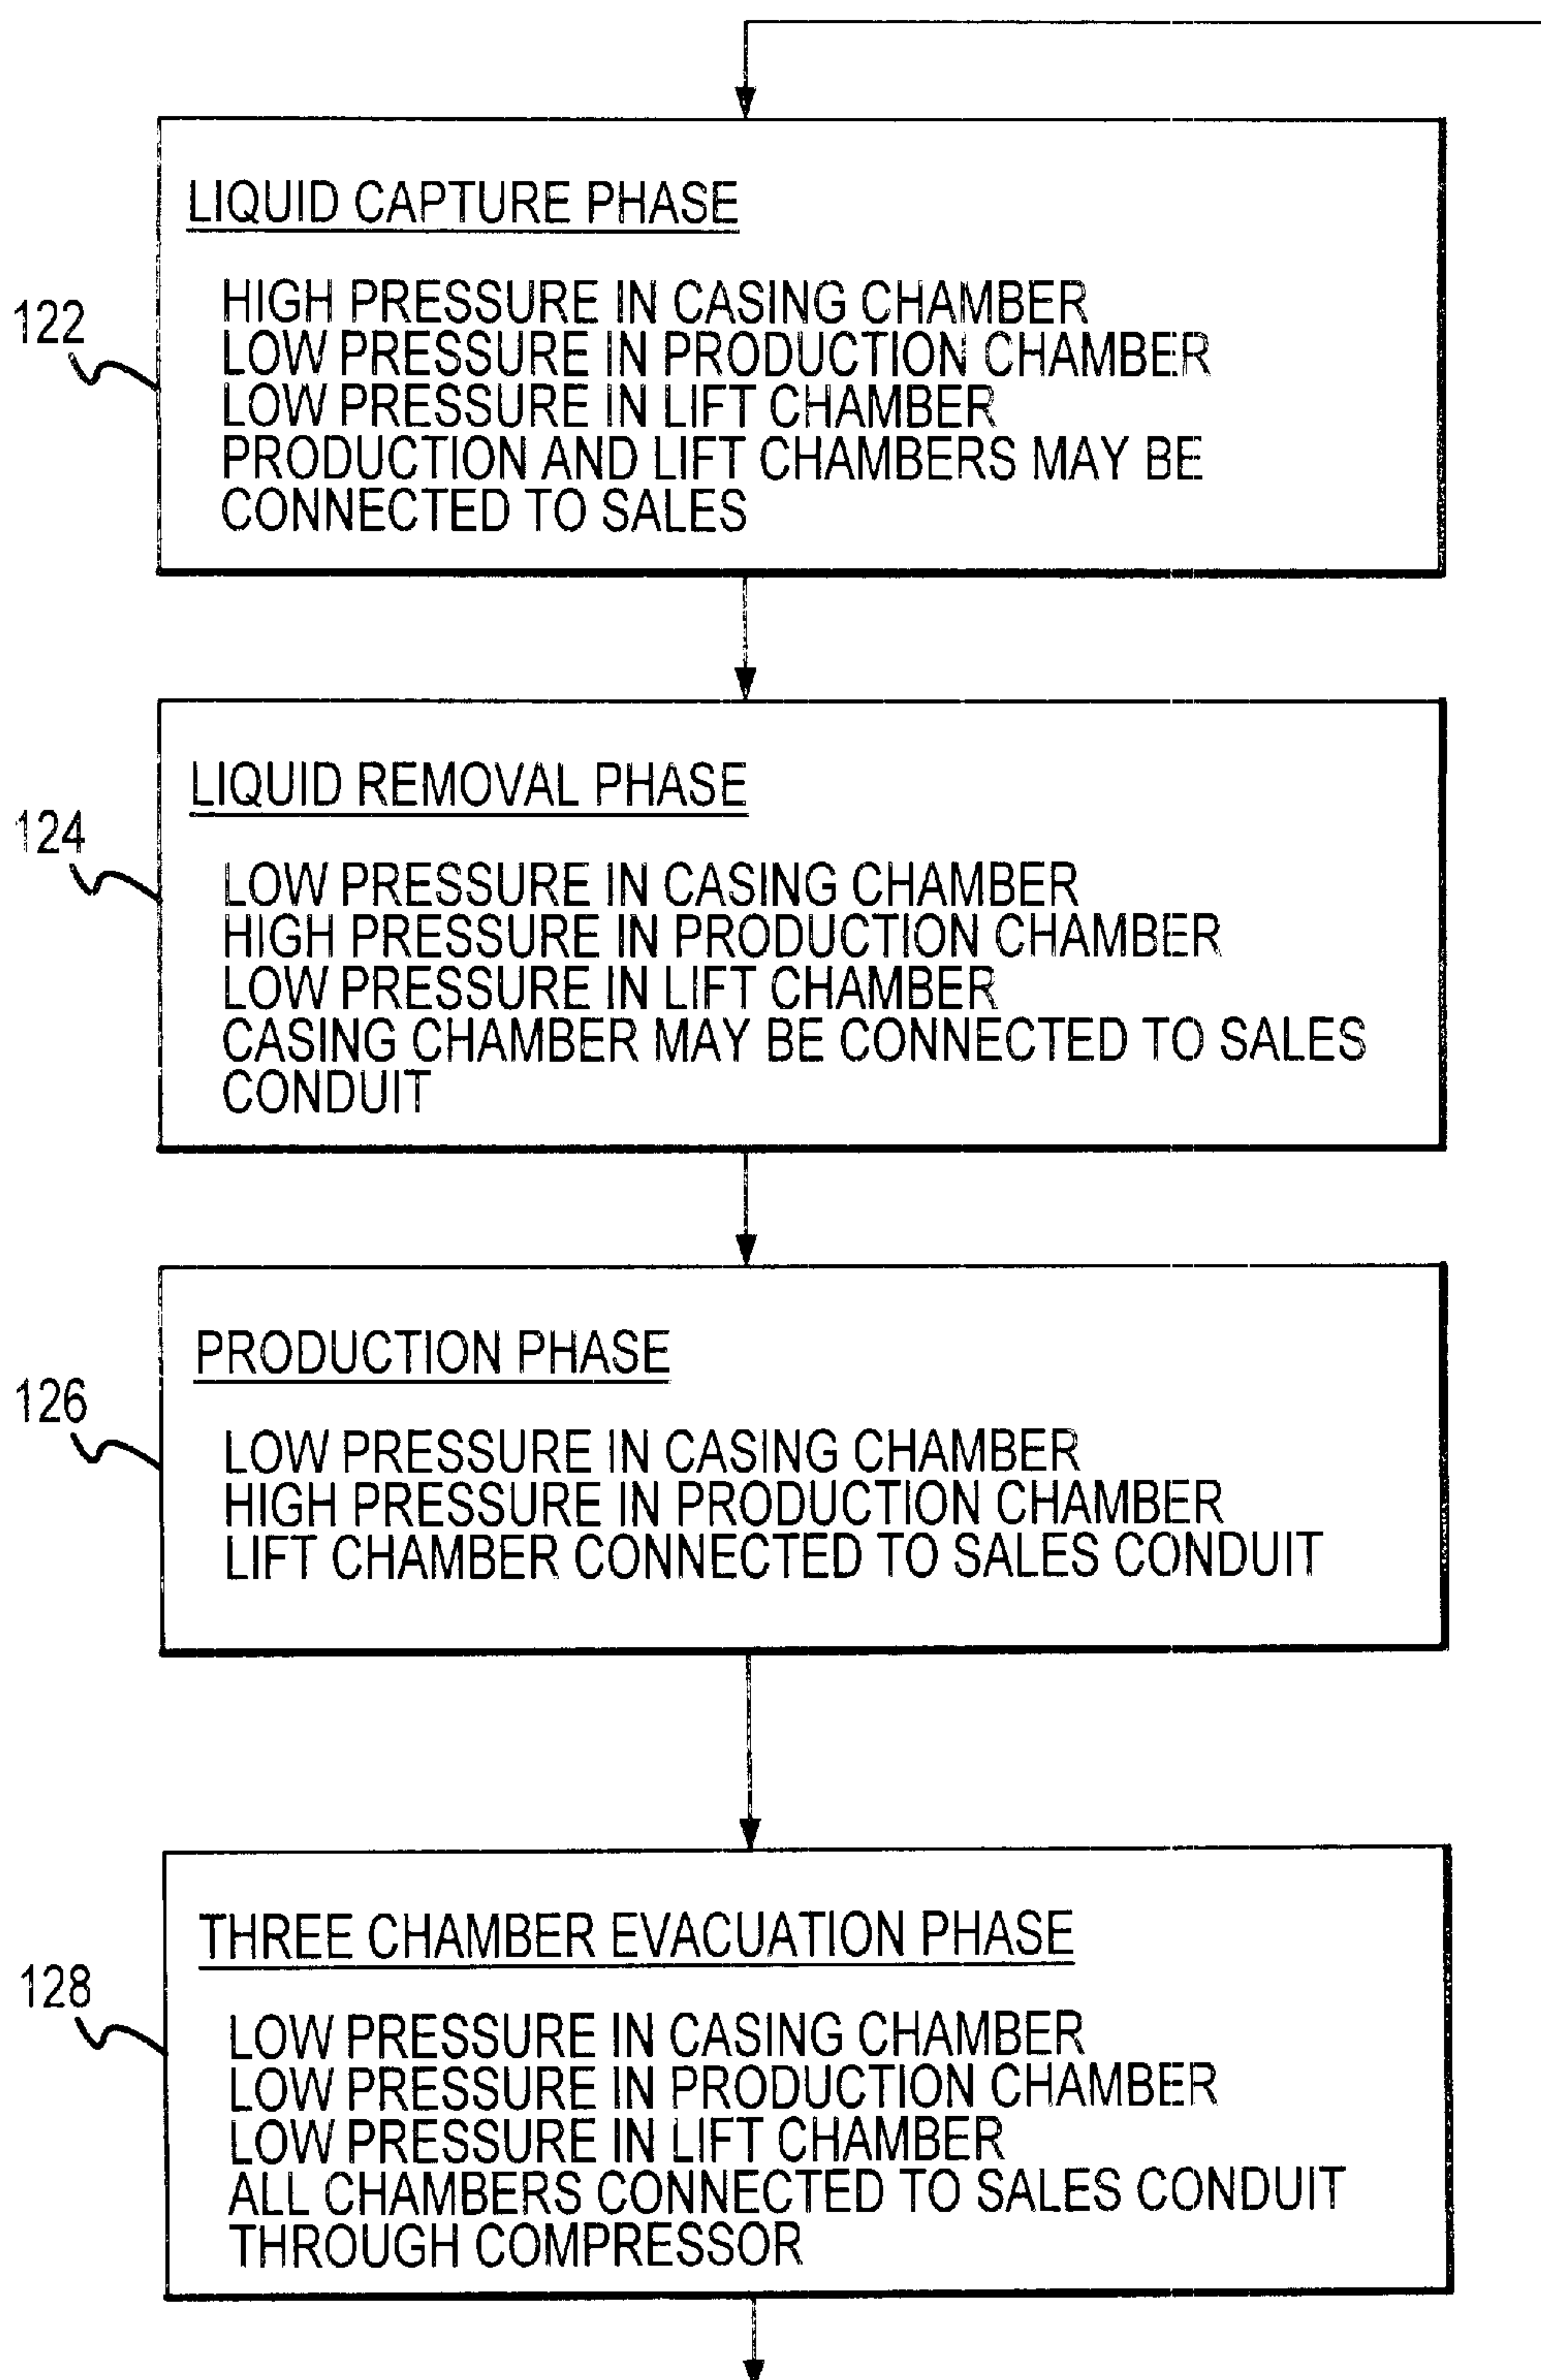 LIQUID CAPTURE PHASE
122
HIGH PRESSURE IN CASING CHAMBER
LOW PRESSURE IN PRODUCTION CHAMBER
LOW PRESSURE IN LIFT CHAMBER
PRODUCTION AND LIFT CHAMBERS MAY BE
CONNECTED TO SALES
LIQUID REMOVAL PHASE
124
LOW PRESSURE IN CASING CHAMBER
HIGH PRESSURE IN PRODUCTION CHAMBER
LOW PRESSURE IN LIFT CHAMBER
CASING CHAMBER MAY BE CONNECTED TO SALES
CONDUIT
PRODUCTION PHASE
126
LOW PRESSURE IN CASING CHAMBER
HIGH PRESSURE IN PRODUCTION CHAMBER
LIFT CHAMBER CONNECTED TO SALES CONDUIT
THREE CHAMBER EVACUATION PHASE
128
LOW PRESSURE IN CASING CHAMBER
LOW PRESSURE IN PRODUCTION CHAMBER
LOW PRESSURE IN LIFT CHAMBER
ALL CHAMBERS CONNECTED TO SALES CONDUIT
THROUGH COMPRESSOR